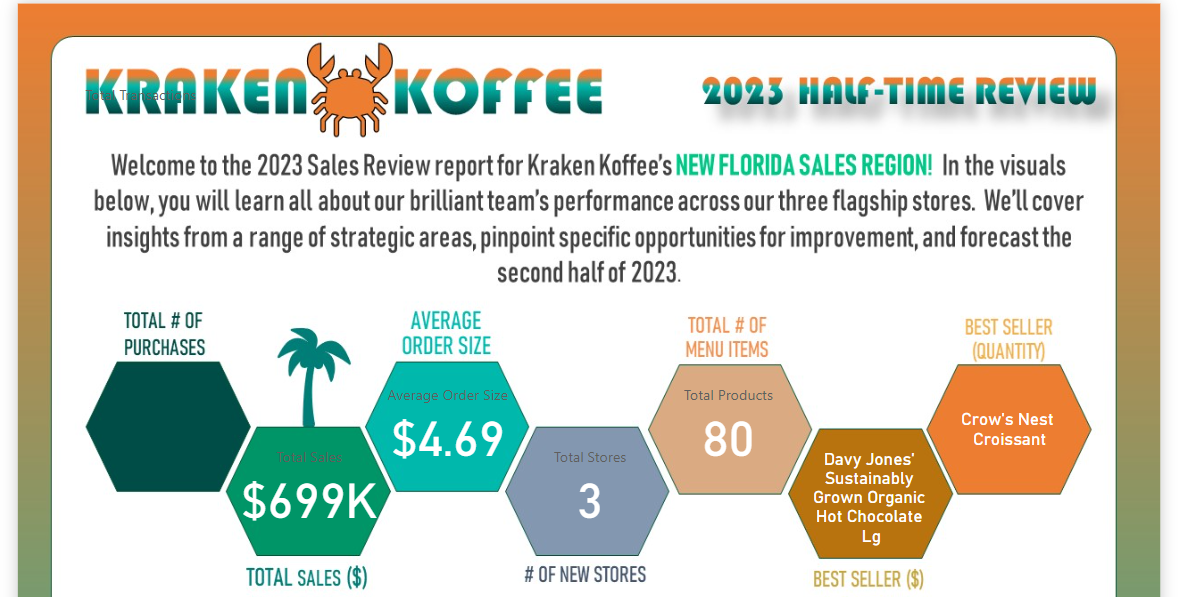 KRAKEN KOFFEE
Total Transactions
2023 HALF-TIME REVIEW
Welcome to the 2023 Sales Review report for Kraken Koffee's NEW FLORIDA SALES REGION! In the visuals
below, you will learn all about our brilliant team's performance across our three flagship stores. We'll cover
insights from a range of strategic areas, pinpoint specific opportunities for improvement, and forecast the
second half of 2023.
TOTAL # OF
PURCHASES
Total Sales
$699K
TOTAL SALES ($)
AVERAGE
ORDER SIZE
Average Order Size
$4.69
Total Stores
3
# OF NEW STORES
TOTAL # OF
MENU ITEMS
Total Products
80
Davy Jones'
Sustainably
Grown Organic
Hot Chocolate
Lg
BEST SELLER ($)
BEST SELLER
(QUANTITY)
Crow's Nest
Croissant